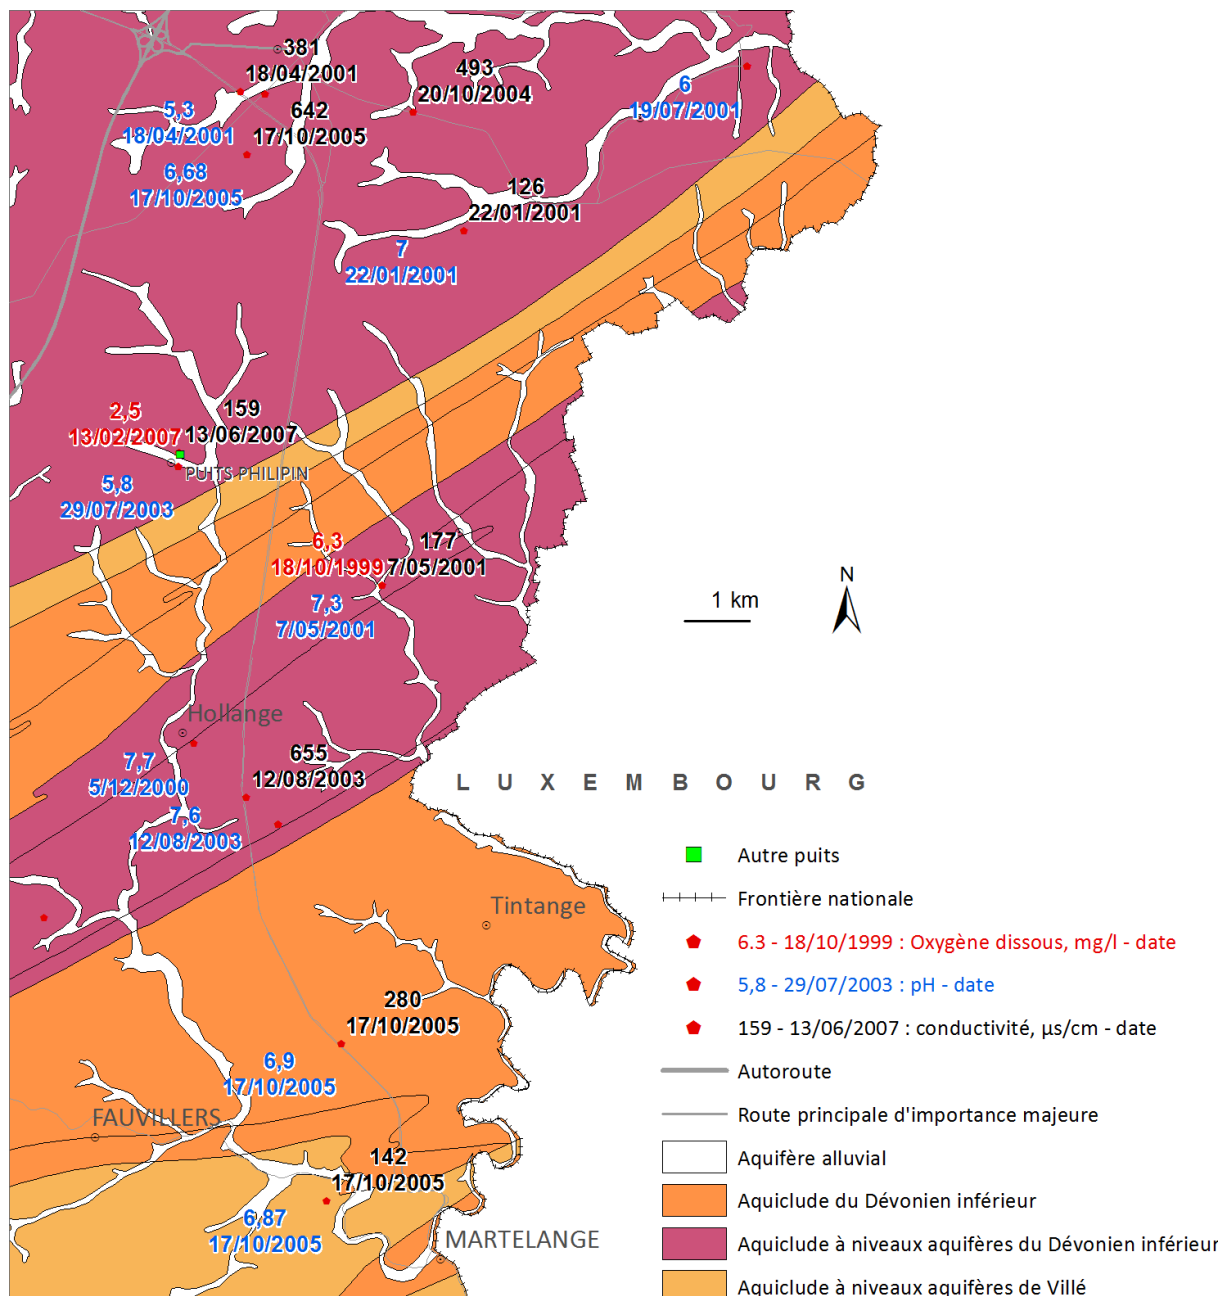 381
18/04/2001
493
20/10/2004
6
19/07/2001
5,3
18/04/2001
642
17/10/2005
6,68
17/10/2005
126
22/01/2001
7
22/01/2001
2,5
13/02/2007
159
13/06/2007
PUITS PHILIPIN
5,8
29/07/2003
6,3
18/10/1999
177
7/05/2001
7,3
7/05/2001
1 km
N
Hollange
7,7
5/12/2000
655
12/08/2003
7,6
12/08/2003
LUXEMBOURG
Tintange
280
17/10/2005
6,9
17/10/2005
FAUVILLERS
142
17/10/2005
6,87
17/10/2005
MARTELANGE
Autre puits
Frontière nationale
6.3 - 18/10/1999 : Oxygène dissous, mg/l - date
5,8 - 29/07/2003 : pH - date
159 - 13/06/2007 : conductivité, µs/cm - date
Autoroute
Route principale d'importance majeure
Aquifère alluvial
Aquiclude du Dévonien inférieur
Aquiclude à niveaux aquifères du Dévonien inférieur
Aquiclude à niveaux aquifères de Villé